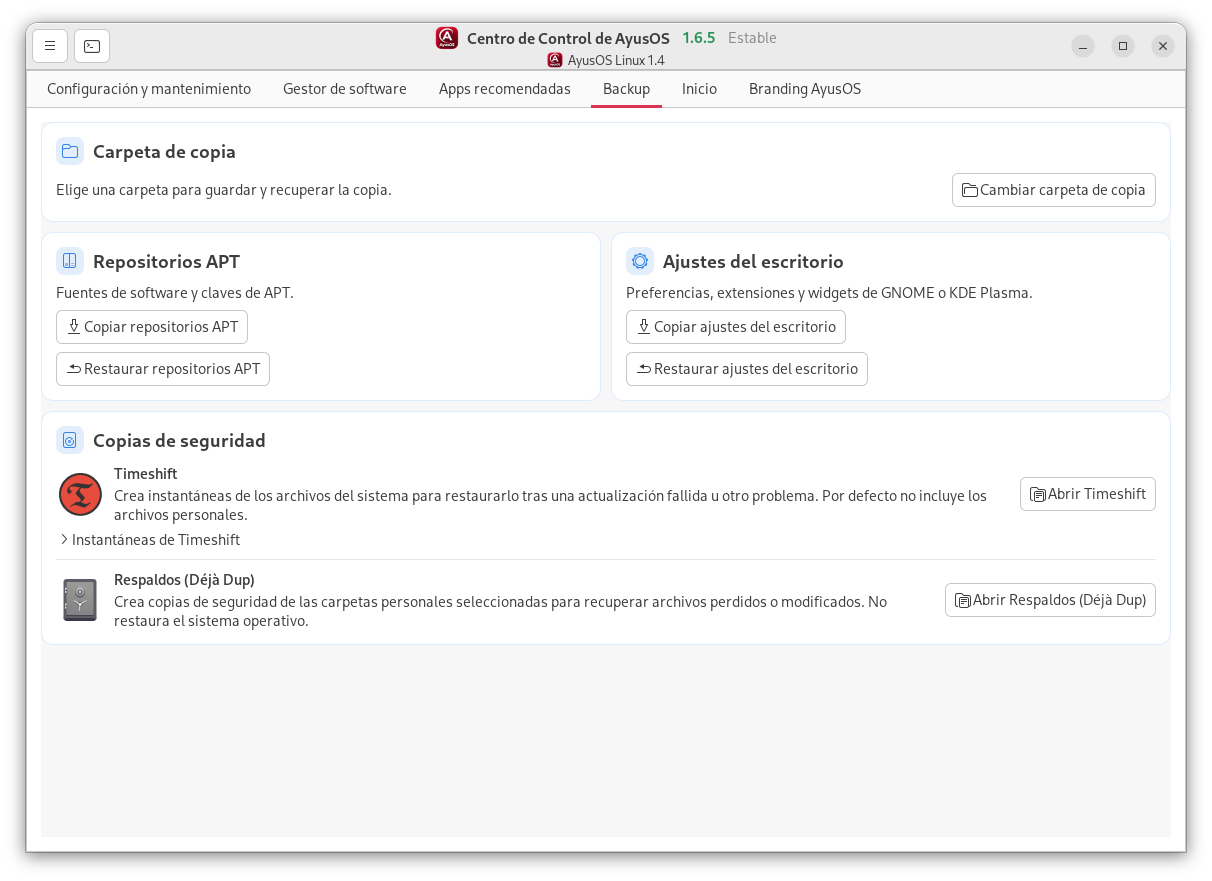 Centro de Control de AyusOS 1.6.5 Estable
AyusOS Linux 1.4
Configuración y mantenimiento Gestor de software Apps recomendadas Backup Inicio Branding AyusOS
Carpeta de copia
Elige una carpeta para guardar y recuperar la copia.
Cambiar carpeta de copia
Repositorios APT
Fuentes de software y claves de APT.
Copiar repositorios APT
Restaurar repositorios APT
Ajustes del escritorio
Preferencias, extensiones y widgets de GNOME o KDE Plasma.
Copiar ajustes del escritorio
Restaurar ajustes del escritorio
Copias de seguridad
Timeshift
Crea instantáneas de los archivos del sistema para restaurarlo tras una actualización fallida u otro problema. Por defecto no incluye los
archivos personales.
Abrir Timeshift
Instantáneas de Timeshift
Respaldos (Déjà Dup)
Crea copias de seguridad de las carpetas personales seleccionadas para recuperar archivos perdidos o modificados. No
restaura el sistema operativo.
Abrir Respaldos (Déjà Dup)